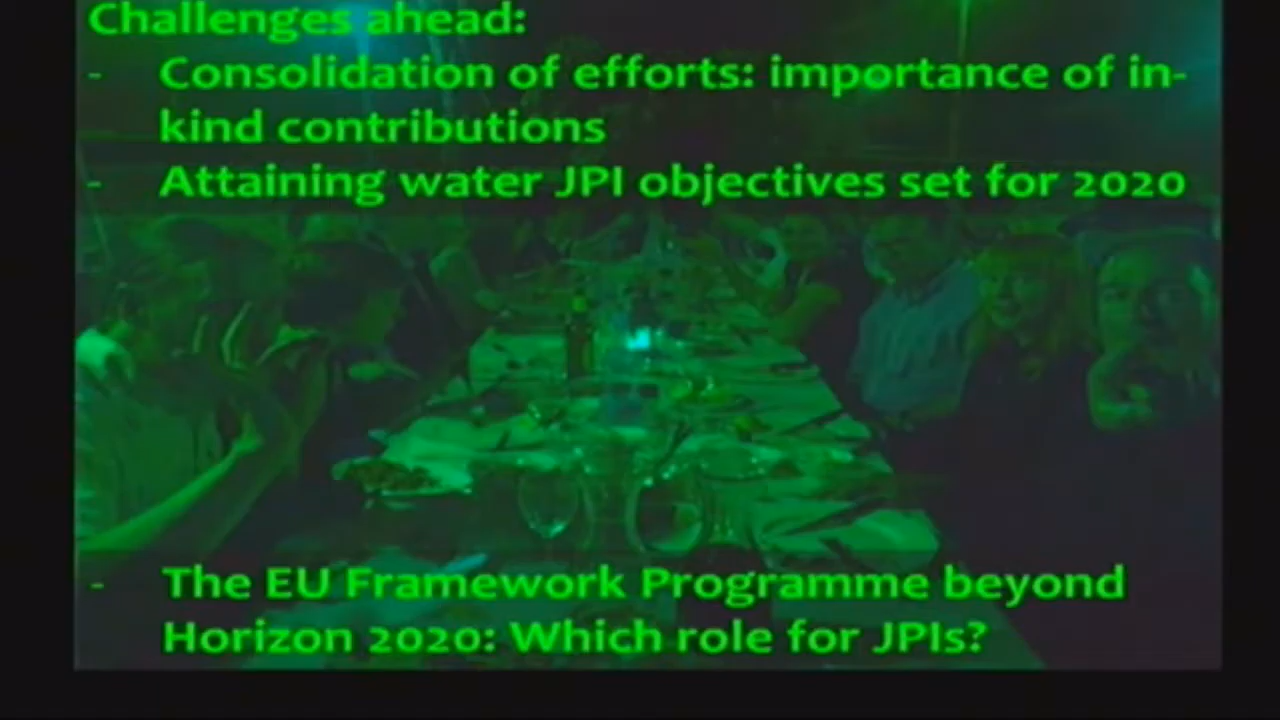 Challenges ahead:
- Consolidation of efforts: importance of in-
kind contributions
- Attaining water JPI objectives set for 2020
- The EU Framework Programme beyond
Horizon 2020: Which role for JPIs?